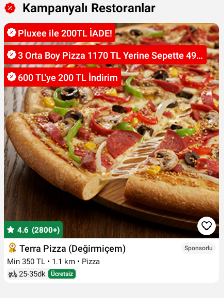 Kampanyalı Restoranlar
Pluxee ile 200TL İADE!
3 Orta Boy Pizza 1170 TL Yerine Sepette 49...
600 TL'ye 200 TL İndirim
4.6 (2800+)
Terra Pizza (Değirmiçem)
Sponsorlu
Min 350 TL • 1.1 km • Pizza
25-35dk Ücretsiz